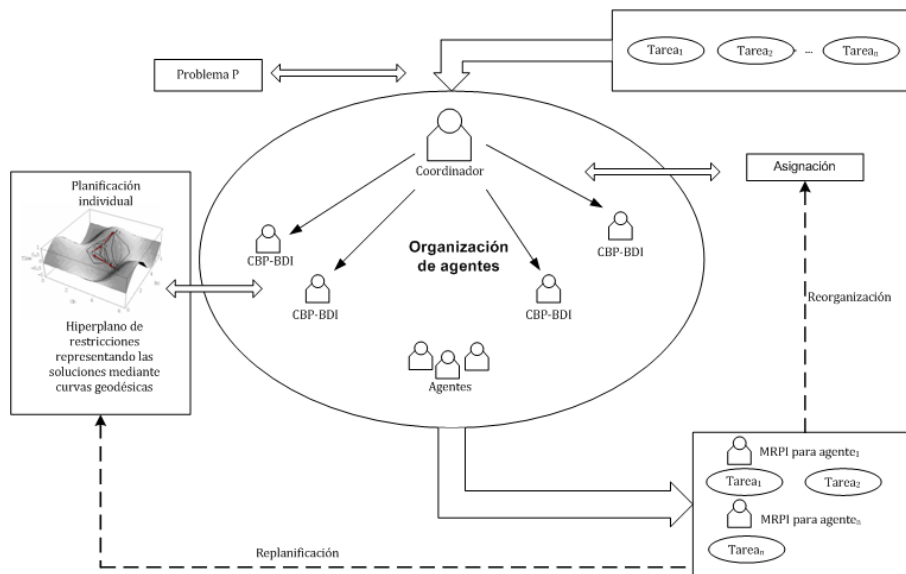 Tarea₁ Tarea₂ ... Tareaₙ
Problema P
Coordinador
Asignación
Planificación
individual
CBP-BDI
CBP-BDI
Organización
de agentes
CBP-BDI
CBP-BDI
Reorganización
Hiperplano de
restricciones
representando las
soluciones mediante
curvas geodésicas
Agentes
MRPI para agente₁
Tarea₁ Tarea₂
MRPI para agenteₙ
Tareaₙ
Replanificación